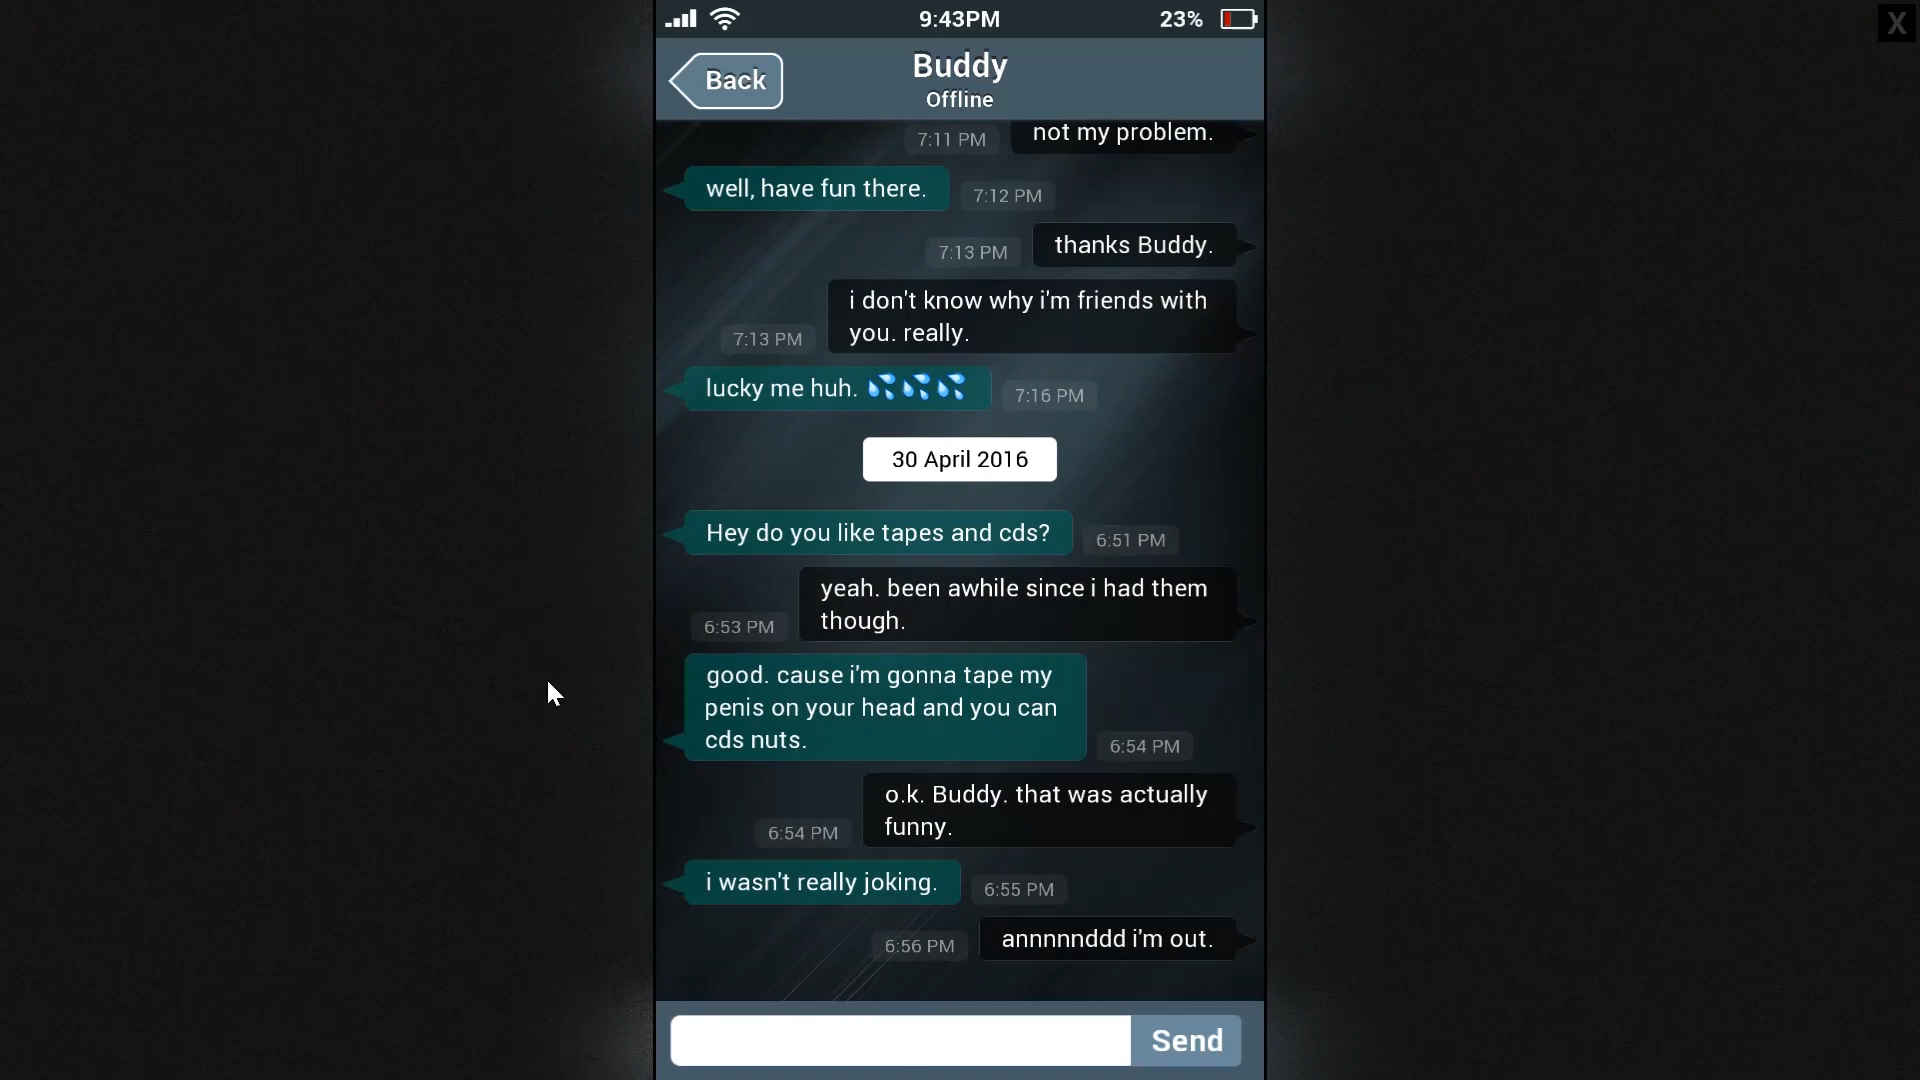 9:43PM
23%
X
Back
Buddy
Offline
not my problem.
7:11 PM
well, have fun there.
7:12 PM
thanks Buddy.
7:13 PM
i don't know why i'm friends with
you. really.
7:13 PM
lucky me huh. 💦💦💦
7:16 PM
30 April 2016
Hey do you like tapes and cds?
6:51 PM
yeah. been awhile since i had them
though.
6:53 PM
good. cause i'm gonna tape my
penis on your head and you can
cds nuts.
6:54 PM
o.k. Buddy. that was actually
funny.
6:54 PM
i wasn't really joking.
6:55 PM
annnnnddd i'm out.
6:56 PM
Send